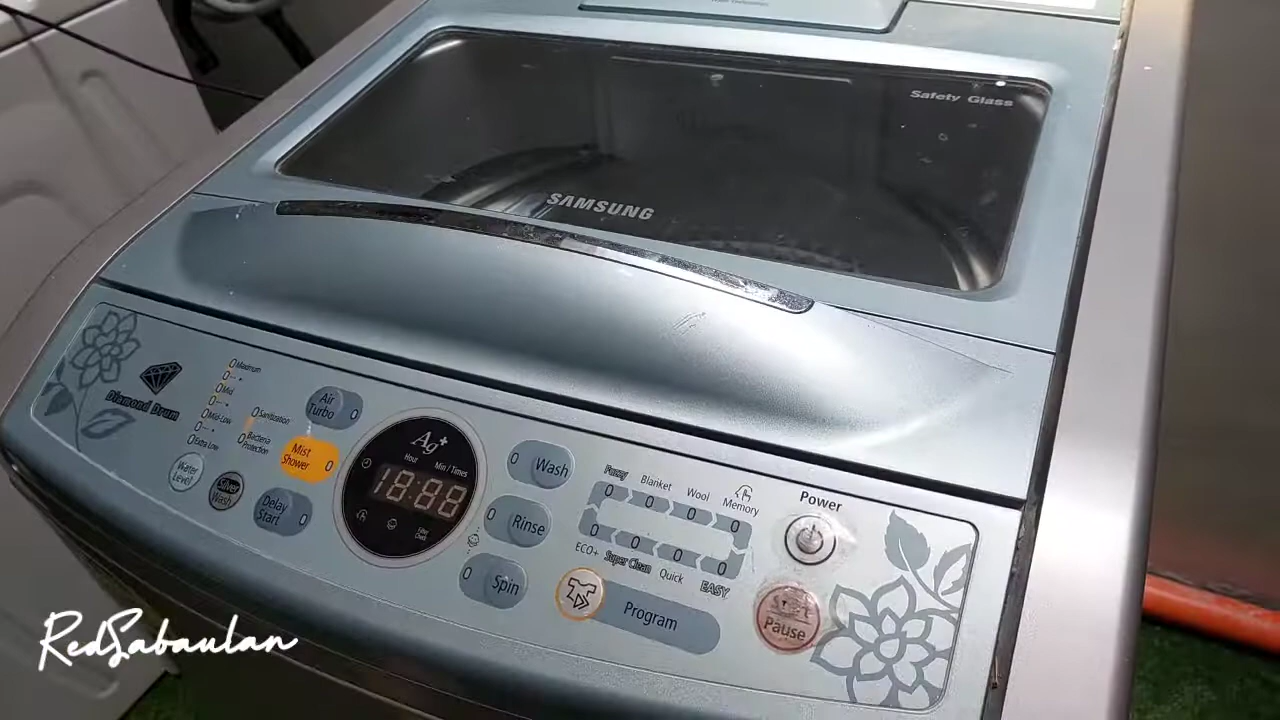 Safety Glass
SAMSUNG
Diamond Drum
Maximum
Mid
Mid-Low
Extra Low
Sanitization
Bacteria
Protection
Water
Level
Silver
Wash
Air
Turbo
Mist
Shower
Delay
Start
Ag+
Hour
Min / Times
18:88
Wash
Rinse
Spin
Fuzzy
Blanket
Wool
Memory
ECO+
Super Clean
Quick
EASY
Program
Power
Start
Pause
RedSabaulan